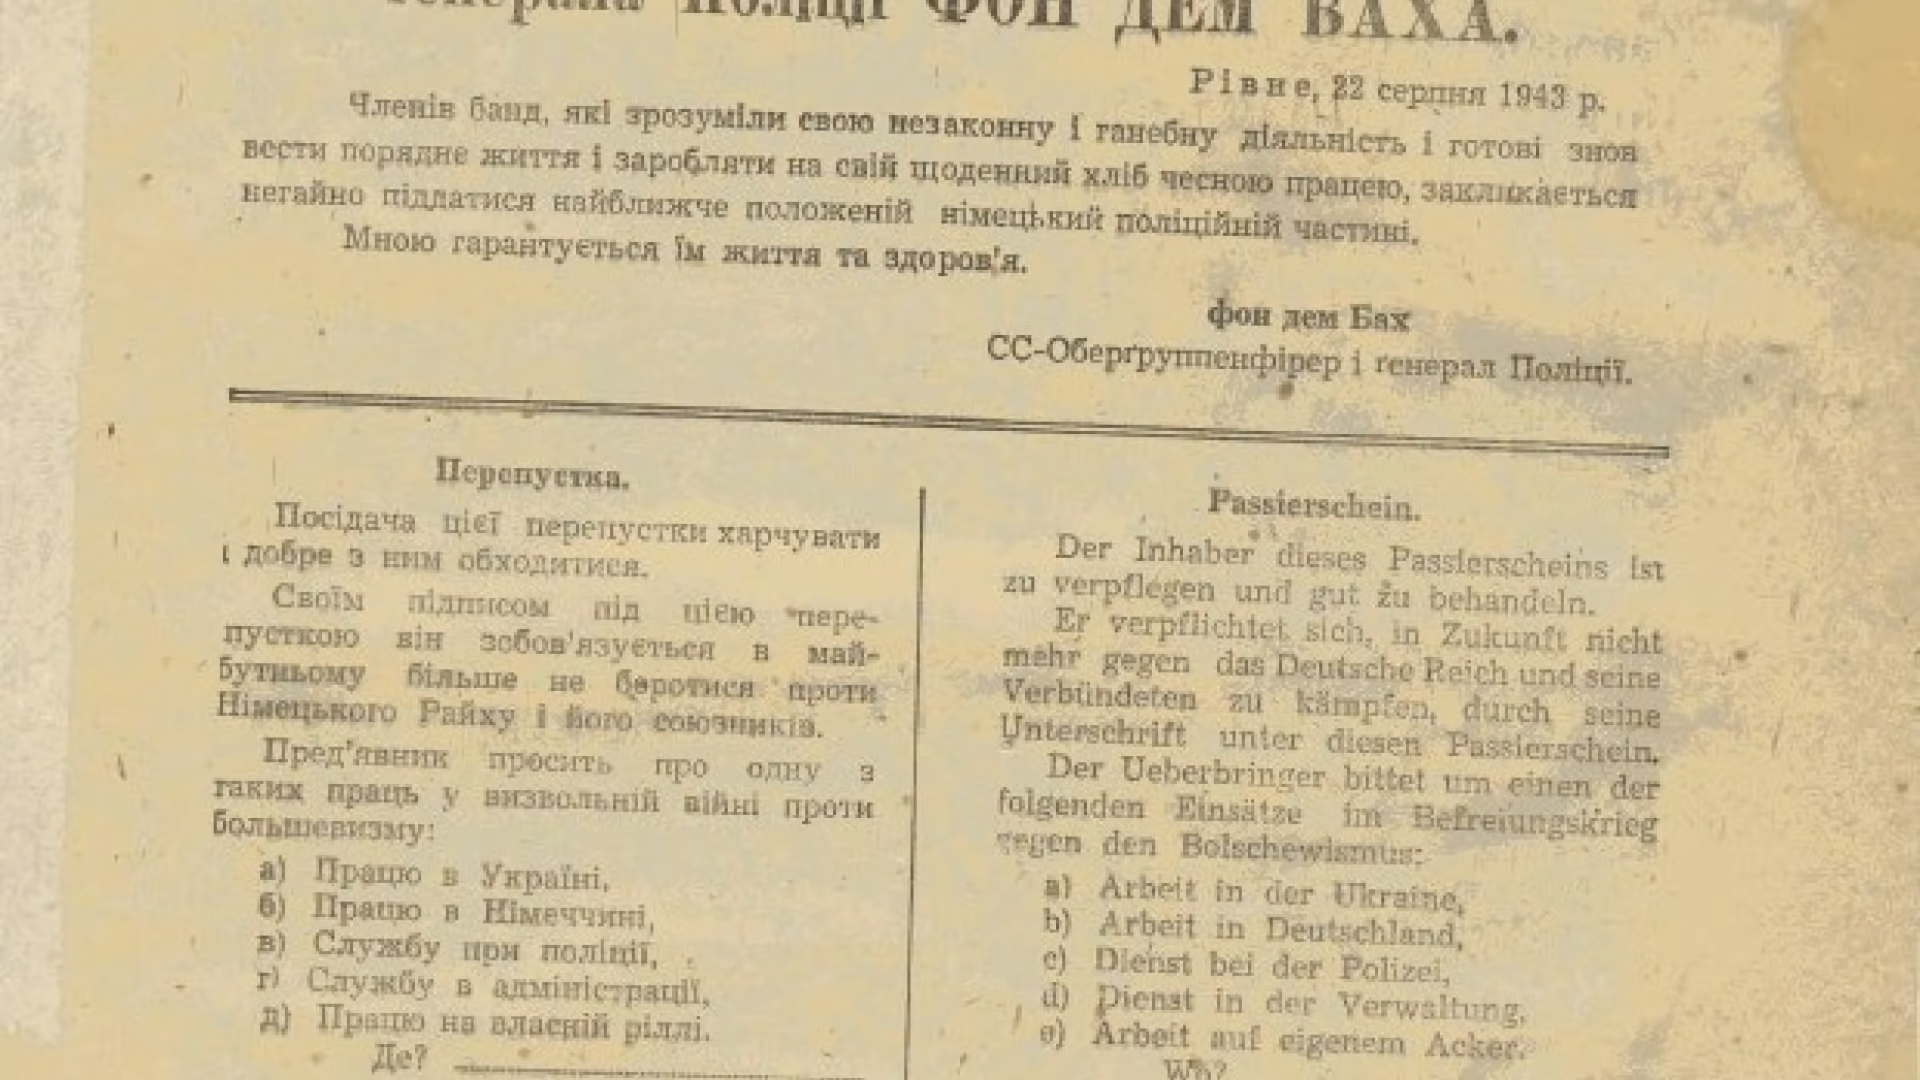 Генерала Поліції ФОН ДЕМ БАХА.
Рівне, 22 серпня 1943 р.
Членів банд, які зрозуміли свою незаконну і ганебну діяльність і готові знов
вести порядне життя і заробляти на свій щоденний хліб чесною працею, закликається
негайно піддатися найближче положеній німецький поліційній частині.
Мною гарантується їм життя та здоров'я.
фон дем Бах
СС-Оберґруппенфірер і генерал Поліції.
Перепустка.
Посідача цієї перепустки харчувати
і добре з ним обходитися.
Своїм підписом під цією пере-
пусткою він зобов'язується в май-
бутньому більше не боротися проти
Німецького Райху і його союзників.
Пред'явник просить про одну з
таких праць у визвольній війні проти
большевизму:
а) Працю в Україні,
б) Працю в Німеччині,
в) Службу при поліції,
г) Службу в адміністрації,
д) Працю на власній ріллі.
Де?
Passierschein.
Der Inhaber dieses Passierscheins ist
zu verpflegen und gut zu behandeln.
Er verpflichtet sich, in Zukunft nicht
mehr gegen das Deutsche Reich und seine
Verbündeten zu kämpfen, durch seine
Unterschrift unter diesen Passierschein.
Der Ueberbringer bittet um einen der
folgenden Einsätze im Befreiungskrieg
gegen den Bolschewismus:
a) Arbeit in der Ukraine,
b) Arbeit in Deutschland,
c) Dienst bei der Polizei,
d) Dienst in der Verwaltung,
e) Arbeit auf eigenem Acker.
Wo?